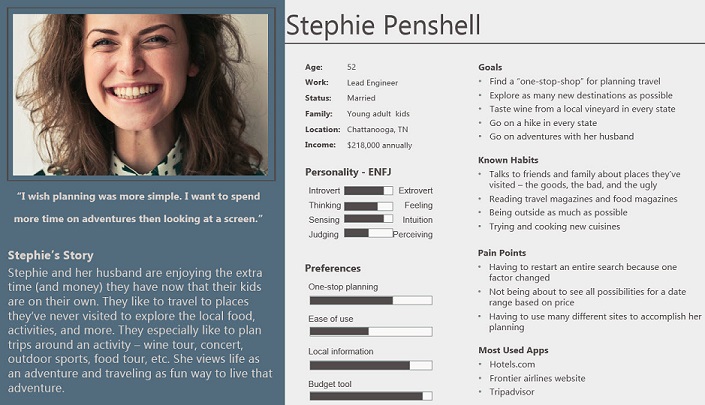 Stephie Penshell
"I wish planning was more simple. I want to spend
more time on adventures then looking at a screen."
Stephie's Story
Stephie and her husband are enjoying the extra
time (and money) they have now that their kids
are on their own. They like to travel to places
they've never visited to explore the local food,
activities, and more. They especially like to plan
trips around an activity – wine tour, concert,
outdoor sports, food tour, etc. She views life as
an adventure and traveling as fun way to live that
adventure.
Age: 52
Work: Lead Engineer
Status: Married
Family: Young adult kids
Location: Chattanooga, TN
Income: $218,000 annually
Personality - ENFJ
Introvert Extrovert
Thinking Feeling
Sensing Intuition
Judging Perceiving
Preferences
One-stop planning
Ease of use
Local information
Budget tool
Goals
• Find a "one-stop-shop" for planning travel
• Explore as many new destinations as possible
• Taste wine from a local vineyard in every state
• Go on a hike in every state
• Go on adventures with her husband
Known Habits
• Talks to friends and family about places they've
visited – the goods, the bad, and the ugly
• Reading travel magazines and food magazines
• Being outside as much as possible
• Trying and cooking new cuisines
Pain Points
• Having to restart an entire search because one
factor changed
• Not being about to see all possibilities for a date
range based on price
• Having to use many different sites to accomplish her
planning
Most Used Apps
• Hotels.com
• Frontier airlines website
• Tripadvisor